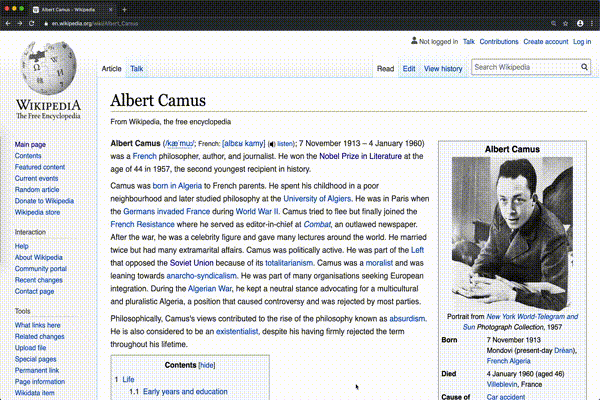 Albert Camus - Wikipedia
en.wikipedia.org/wiki/Albert_Camus
Not logged in Talk Contributions Create account Log in
Article Talk Read Edit View history Search Wikipedia
WIKIPEDIA
The Free Encyclopedia
Main page
Contents
Featured content
Current events
Random article
Donate to Wikipedia
Wikipedia store
Interaction
Help
About Wikipedia
Community portal
Recent changes
Contact page
Tools
What links here
Related changes
Upload file
Special pages
Permanent link
Page information
Wikidata item
Albert Camus
From Wikipedia, the free encyclopedia
Albert Camus (/kæˈmuː/; French: [albɛʁ kamy] (listen); 7 November 1913 – 4 January 1960)
was a French philosopher, author, and journalist. He won the Nobel Prize in Literature at the
age of 44 in 1957, the second youngest recipient in history.
Camus was born in Algeria to French parents. He spent his childhood in a poor
neighbourhood and later studied philosophy at the University of Algiers. He was in Paris when
the Germans invaded France during World War II. Camus tried to flee but finally joined the
French Resistance where he served as editor-in-chief at Combat, an outlawed newspaper.
After the war, he was a celebrity figure and gave many lectures around the world. He married
twice but had many extramarital affairs. Camus was politically active. He was part of the Left
that opposed the Soviet Union because of its totalitarianism. Camus was a moralist and was
leaning towards anarcho-syndicalism. He was part of many organisations seeking European
integration. During the Algerian War, he kept a neutral stance advocating for a multicultural
and pluralistic Algeria, a position that caused controversy and was rejected by most parties.
Philosophically, Camus's views contributed to the rise of the philosophy known as absurdism.
He is also considered to be an existentialist, despite his having firmly rejected the term
throughout his lifetime.
Contents [hide]
1 Life
1.1 Early years and education
Albert Camus
Portrait from New York World-Telegram and
Sun Photograph Collection, 1957
Born 7 November 1913
Mondovi (present-day Dréan),
French Algeria
Died 4 January 1960 (aged 46)
Villeblevin, France
Cause of Car accident